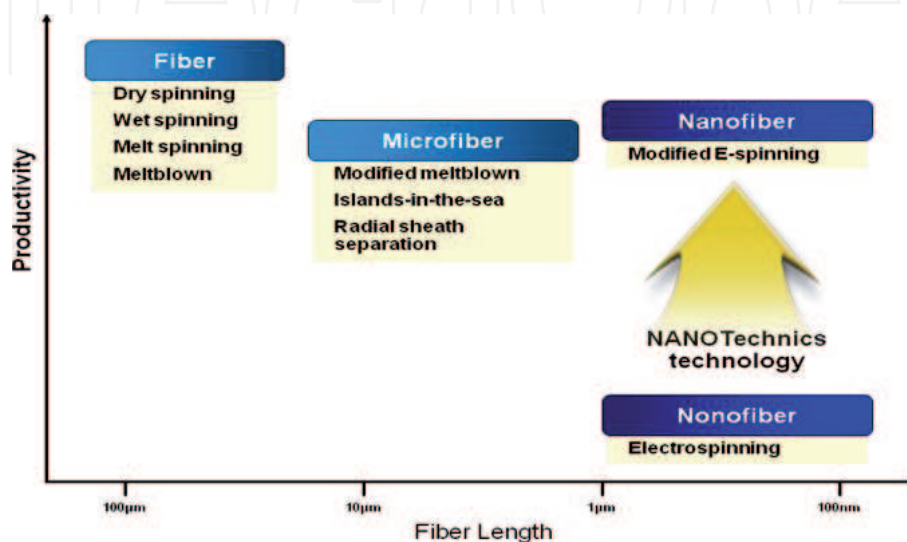 Fiber
Dry spinning
Wet spinning
Melt spinning
Meltblown
Microfiber
Modified meltblown
Islands-in-the-sea
Radial sheath
separation
Nanofiber
Modified E-spinning
NANOTechnics
technology
Nonofiber
Electrospinning
Productivity
100μm
10μm
1μm
100nm
Fiber Length